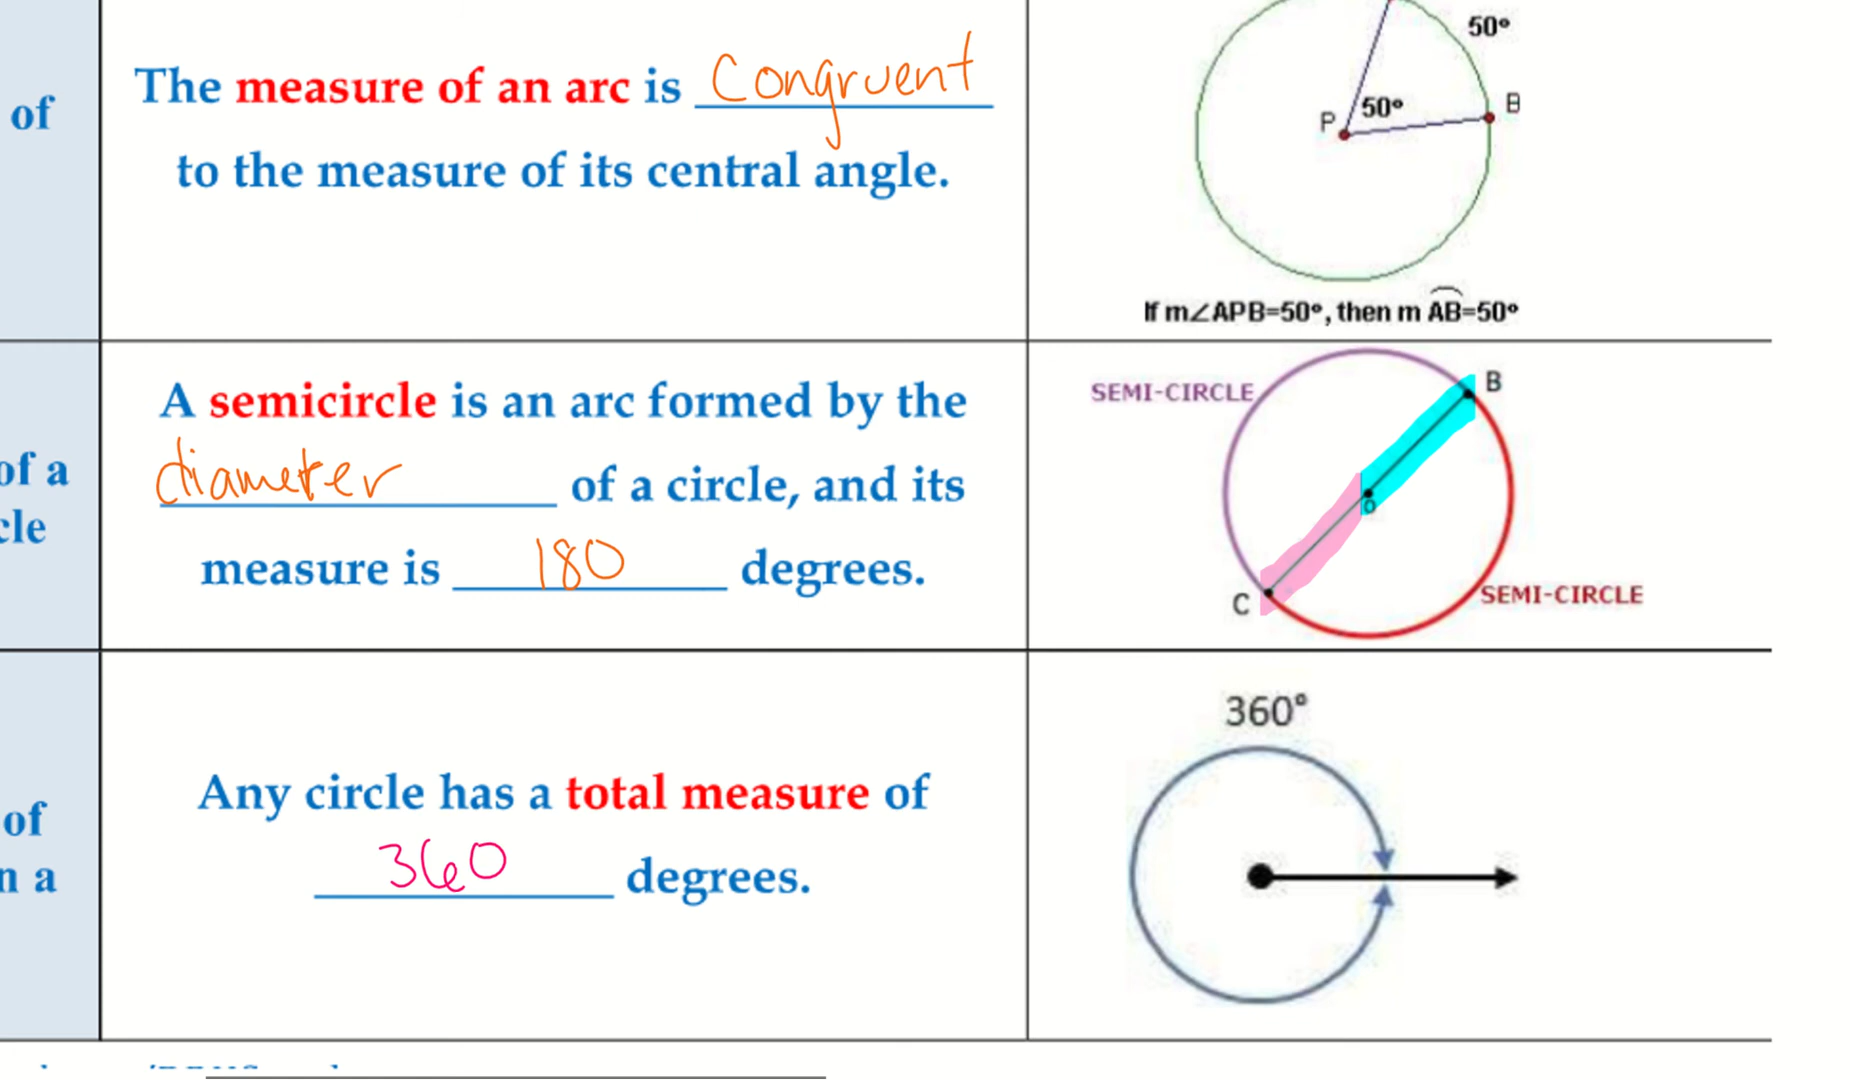 of
The measure of an arc is Congruent
to the measure of its central angle.
50°
50°
P
B
If m∠APB=50°, then m AB=50°
of a
cle
A semicircle is an arc formed by the
diameter of a circle, and its
measure is 180 degrees.
SEMI-CIRCLE
B
O
C
SEMI-CIRCLE
of
n a
Any circle has a total measure of
360 degrees.
360°